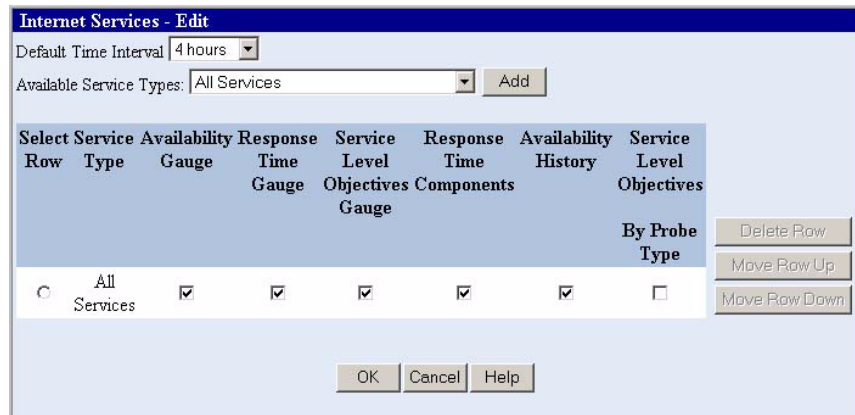 Internet Services - Edit
Default Time Interval 4 hours
Available Service Types: All Services Add
Select Service Availability Response Service Response Availability Service
Row Type Gauge Time Level Time History Level
Gauge Objectives Components Objectives
Gauge
By Probe
Type
Delete Row
Move Row Up
All
Services
Move Row Down
OK Cancel Help